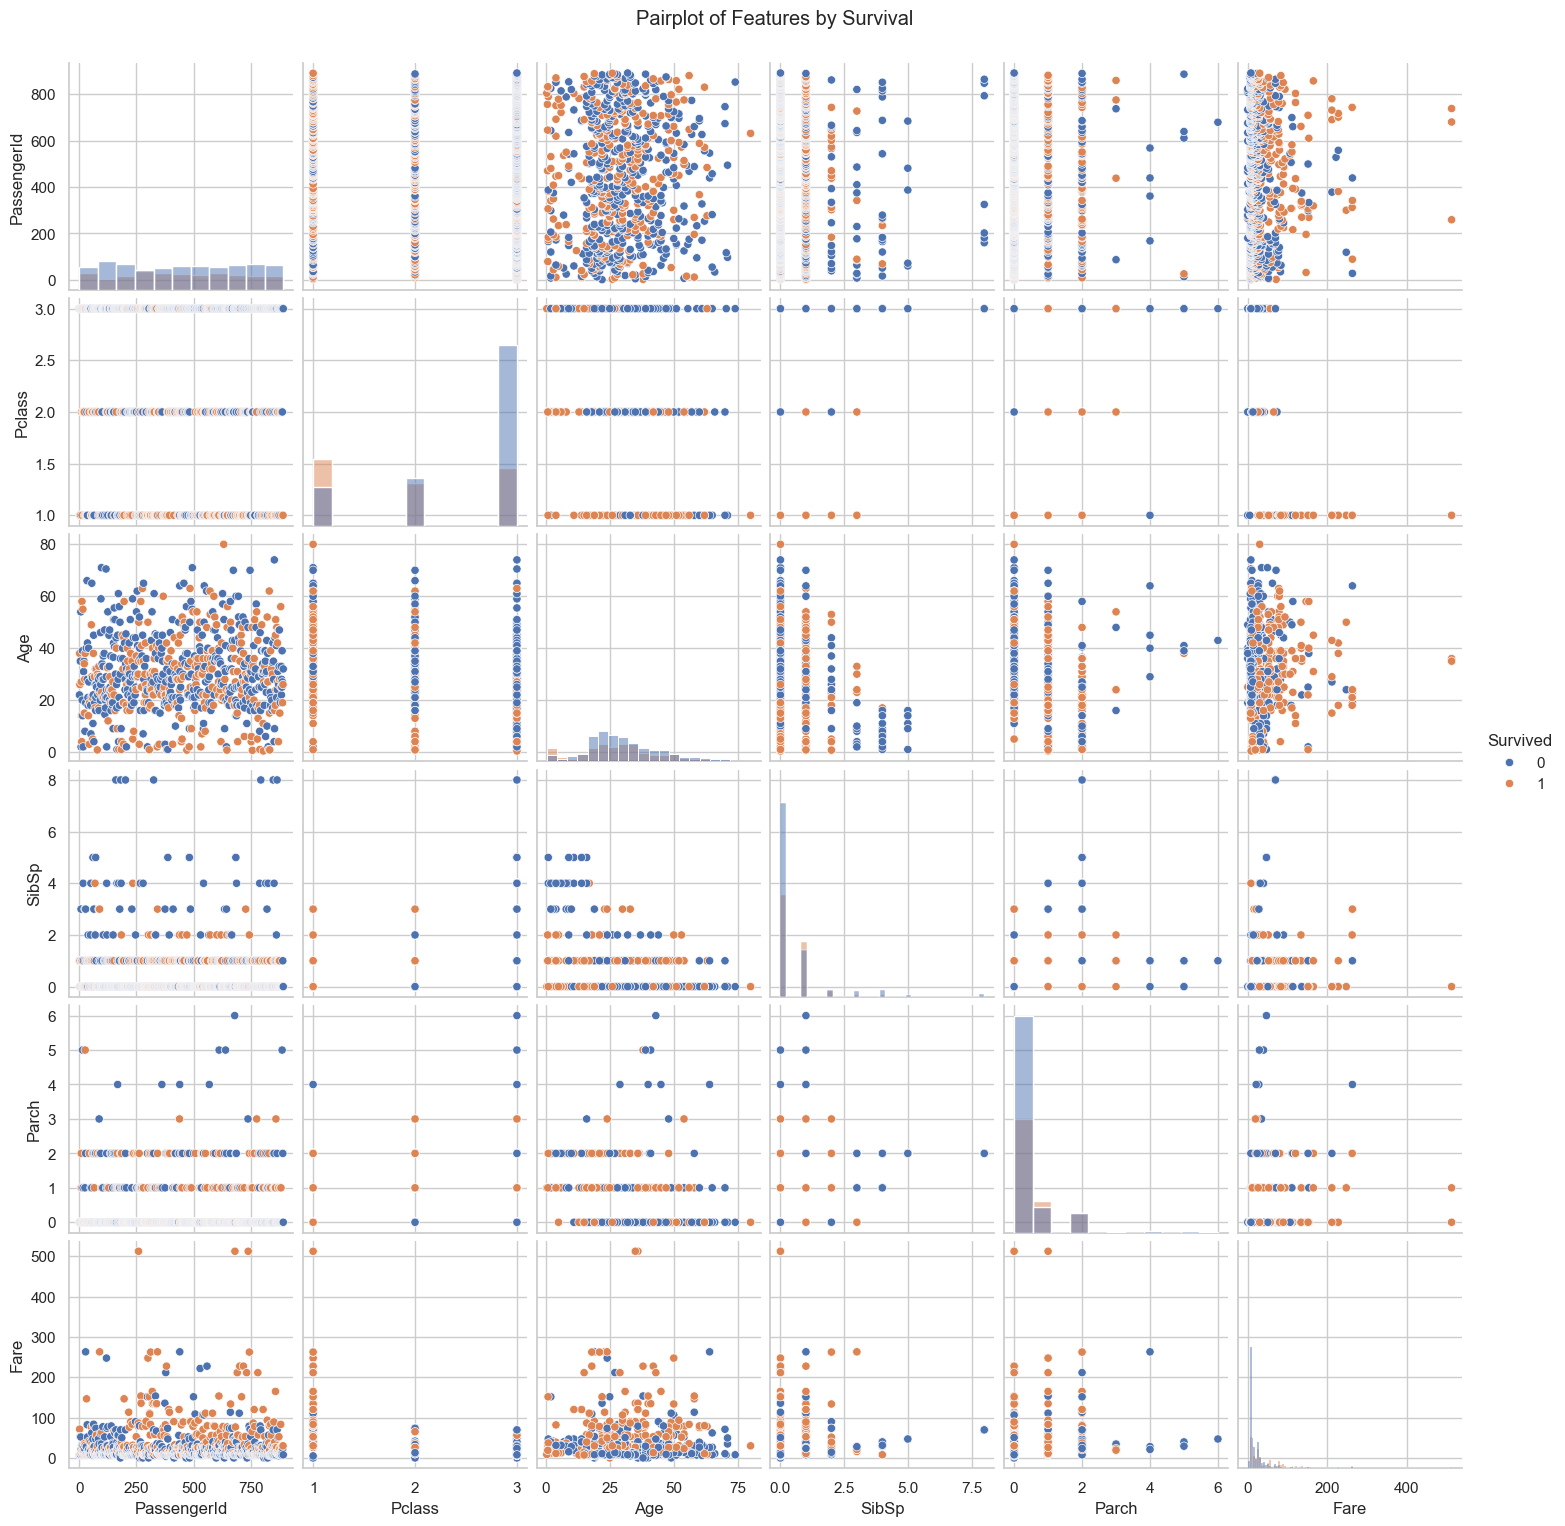 Pairplot of Features by Survival
800
600
400
200
0
PassengerId
3.0
2.5
2.0
1.5
1.0
Pclass
80
60
40
20
0
Age
Survived
0
1
8
6
4
2
0
SibSp
6
5
4
3
2
1
0
Parch
500
400
300
200
100
0
Fare
0 250 500 750
1 2 3
0 25 50 75
0.0 2.5 5.0 7.5
0 2 4 6
0 200 400
PassengerId Pclass Age SibSp Parch Fare